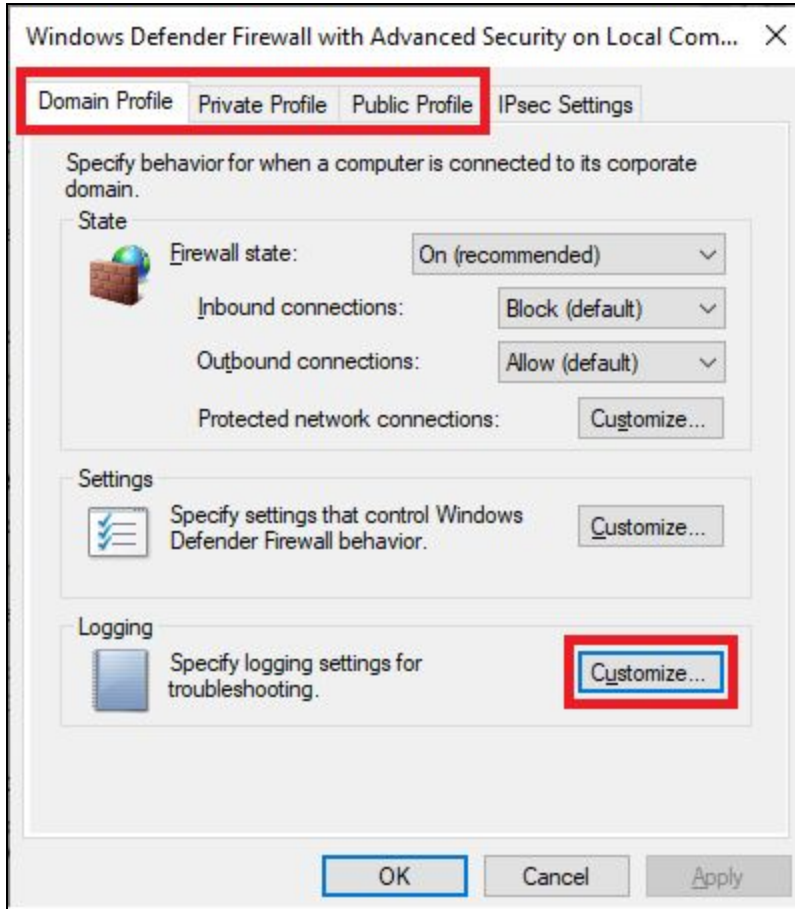 Windows Defender Firewall with Advanced Security on Local Com...
Domain Profile Private Profile Public Profile IPsec Settings
Specify behavior for when a computer is connected to its corporate
domain.
State
Firewall state: On (recommended)
Inbound connections: Block (default)
Outbound connections: Allow (default)
Protected network connections: Customize...
Settings
Specify settings that control Windows
Defender Firewall behavior.
Customize...
Logging
Specify logging settings for
troubleshooting.
Customize...
OK Cancel Apply